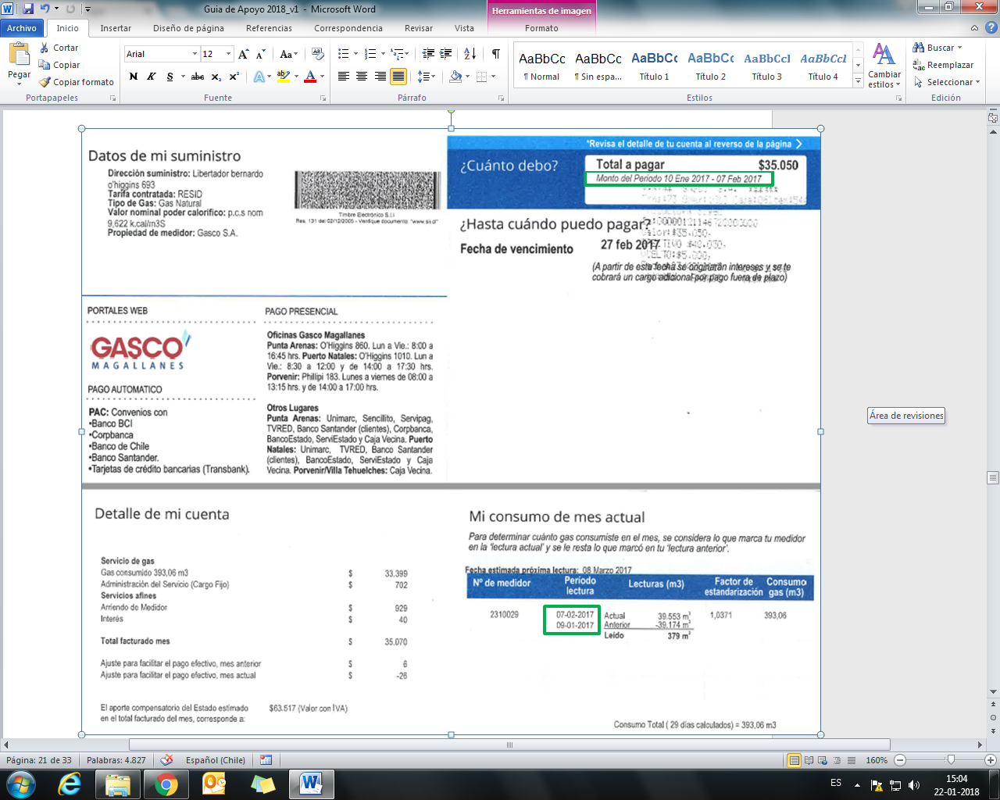 Guia de Apoyo 2018_v1 - Microsoft Word
Herramientas de imagen
Archivo
Inicio
Insertar
Diseño de página
Referencias
Correspondencia
Revisar
Vista
Formato
Pegar
Cortar
Copiar
Copiar formato
Portapapeles
Arial
12
Fuente
Párrafo
AaBbCc
¶ Normal
AaBbCc
¶ Sin espa...
AaBbC
Título 1
AaBbCc
Título 2
AaBbCcl
Título 3
AaBbCcl
Título 4
Cambiar estilos
Estilos
Buscar
Reemplazar
Seleccionar
Edición
Datos de mi suministro
Dirección suministro: Libertador bernardo
o'higgins 693
Tarifa contratada: RESID
Tipo de Gas: Gas Natural
Valor nominal poder calorífico: p.c.s nom
9,622 k.cal/m3S
Propiedad de medidor: Gasco S.A.
Timbre Electrónico S.I.I
Res. 131 del 02/12/2005 - Verifique documento: "www.sii.cl"
*Revisa el detalle de tu cuenta al reverso de la página
¿Cuánto debo?
Total a pagar $35.050
Monto del Periodo 10 Ene 2017 - 07 Feb 2017
¿Hasta cuándo puedo pagar?
Fecha de vencimiento 27 feb 2017
(A partir de esta fecha se originarán intereses y se te
cobrará un cargo adicional por pago fuera de plazo)
PORTALES WEB
GASCO
MAGALLANES
PAGO AUTOMATICO
PAC: Convenios con
•Banco BCI
•Corpbanca
•Banco de Chile
•Banco Santander.
•Tarjetas de crédito bancarias (Transbank).
PAGO PRESENCIAL
Oficinas Gasco Magallanes
Punta Arenas: O'Higgins 860. Lun a Vie.: 8:00 a
16:45 hrs. Puerto Natales: O'Higgins 1010. Lun a
Vie.: 8:30 a 12:00 y de 14:00 a 17:30 hrs.
Porvenir: Phillipi 183. Lunes a viernes de 08:00 a
13:15 hrs. y de 14:00 a 17:00 hrs.
Otros Lugares
Punta Arenas: Unimarc, Sencillito, Servipag,
TVRED, Banco Santander (clientes), Corpbanca,
BancoEstado, ServiEstado y Caja Vecina. Puerto
Natales: Unimarc, TVRED, Banco Santander
(clientes), BancoEstado, ServiEstado y Caja
Vecina. Porvenir/Villa Tehuelches: Caja Vecina.
Área de revisiones
Detalle de mi cuenta
Servicio de gas
Gas consumido 393,06 m3 $ 33.399
Administración del Servicio (Cargo Fijo) $ 702
Servicios afines
Arriendo de Medidor $ 929
Interés $ 40
Total facturado mes $ 35,070
Ajuste para facilitar el pago efectivo, mes anterior $ 6
Ajuste para facilitar el pago efectivo, mes actual $ -26
El aporte compensatorio del Estado estimado $63.517 (Valor con IVA)
en el total facturado del mes, corresponde a:
Mi consumo de mes actual
Para determinar cuánto gas consumiste en el mes, se considera lo que marca tu medidor
en la 'lectura actual' y se le resta lo que marcó en tu 'lectura anterior'.
Fecha estimada próxima lectura: 08 Marzo 2017
Nº de medidor Período lectura Lecturas (m3) Factor de estandarización Consumo gas (m3)
2310029 07-02-2017 Actual 39.553 m³ 1,0371 393,06
09-01-2017 Anterior -39.174 m³
Leído 379 m³
Consumo Total ( 29 días calculados) = 393,06 m3
Página: 21 de 33
Palabras: 4.827
Español (Chile)
160%
ES
15:04
22-01-2018